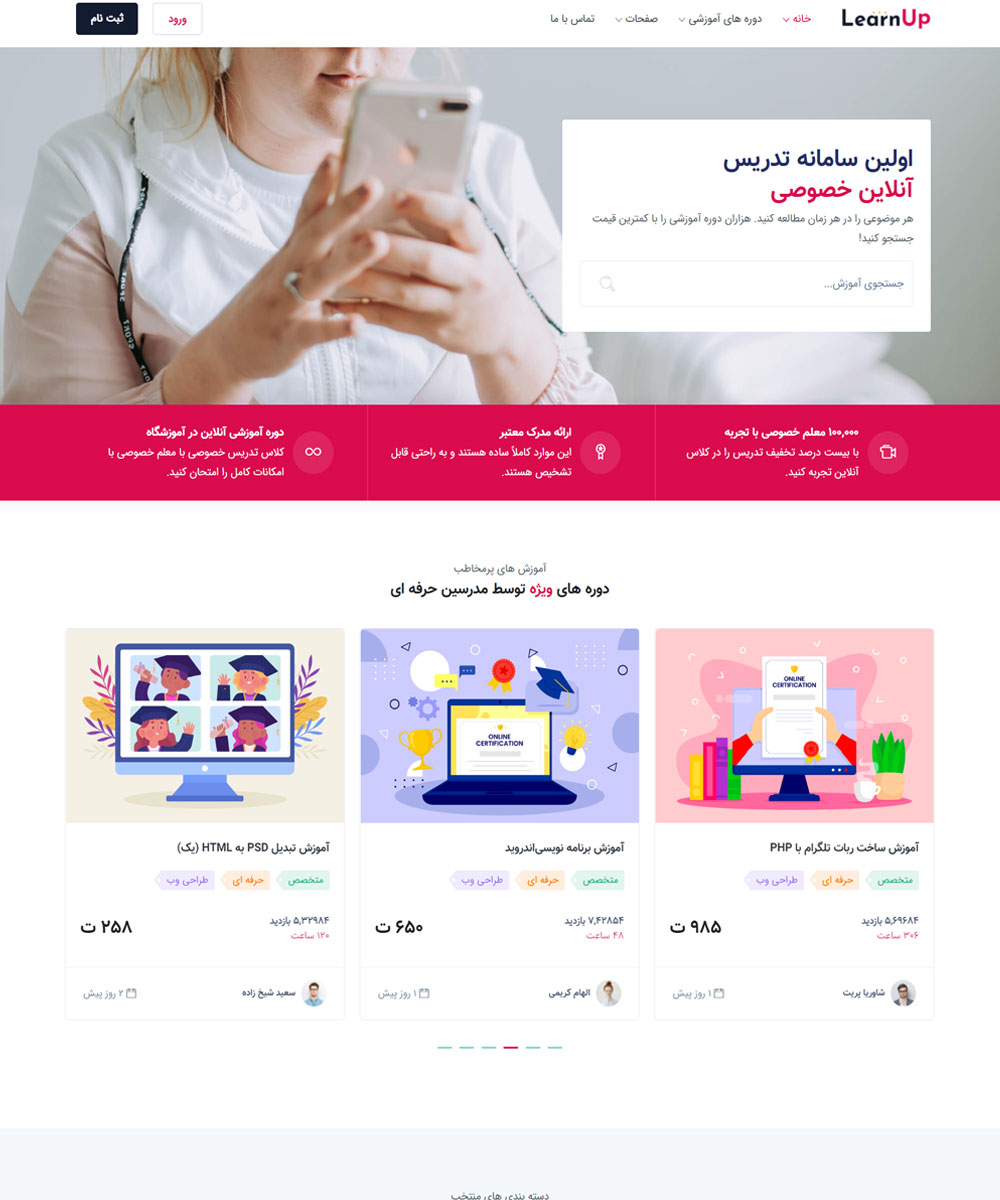 LearnUp
خانه
دوره های آموزشی
صفحات
تماس با ما
ورود
ثبت نام
اولین سامانه تدریس
آنلاین خصوصی
هر موضوعی را در هر زمان مطالعه کنید. هزاران دوره آموزشی را با کمترین قیمت
جستجو کنید!
جستجوی آموزش...
۱۰۰,۰۰۰ معلم خصوصی با تجربه
با بیست درصد تخفیف تدریس را در کلاس
آنلاین تجربه کنید.
ارائه مدرک معتبر
این موارد کاملاً ساده هستند و به راحتی قابل
تشخیص هستند.
دوره آموزشی آنلاین در آموزشگاه
کلاس تدریس خصوصی با معلم خصوصی با
امکانات کامل را امتحان کنید.
آموزش های پرمخاطب
دوره های ویژه توسط مدرسین حرفه ای
ONLINE
CERTIFICATION
آموزش ساخت ربات تلگرام با PHP
متخصص
حرفه ای
طراحی وب
۵,۶۹۶۸۴ بازدید
۳۰۶ ساعت
۹۸۵ ت
شاوریا پریت
۱ روز پیش
ONLINE
CERTIFICATION
آموزش برنامه نویسی‌اندروید
متخصص
حرفه ای
طراحی وب
۷,۴۲۸۵۴ بازدید
۴۸ ساعت
۶۵۰ ت
الهام کریمی
۱ روز پیش
آموزش تبدیل PSD به HTML (یک)
متخصص
حرفه ای
طراحی وب
۵,۳۲۹۸۴ بازدید
۱۲۰ ساعت
۲۵۸ ت
سعید شیخ زاده
۲ روز پیش
دسته بندی های منتخب